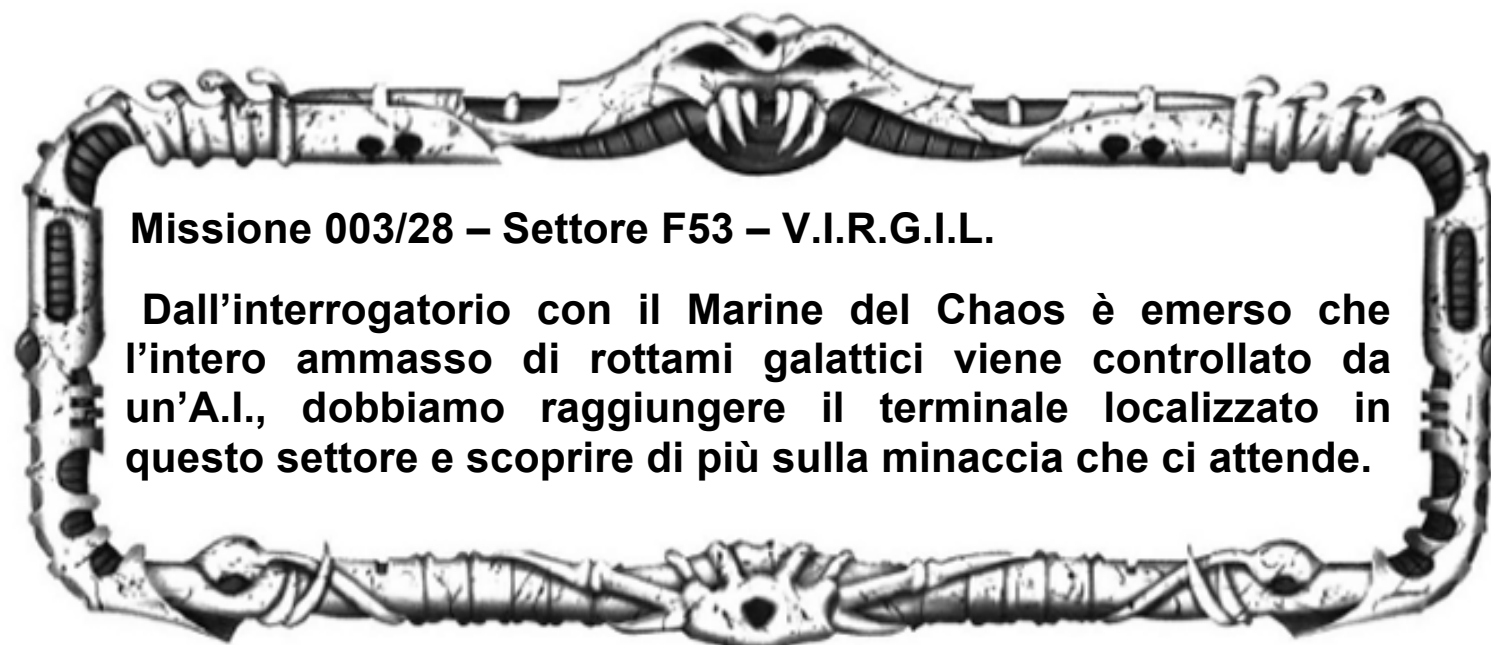 Missione 003/28 – Settore F53 – V.I.R.G.I.L.
Dall’interrogatorio con il Marine del Chaos è emerso che
l’intero ammasso di rottami galattici viene controllato da
un’A.I., dobbiamo raggiungere il terminale localizzato in
questo settore e scoprire di più sulla minaccia che ci attende.